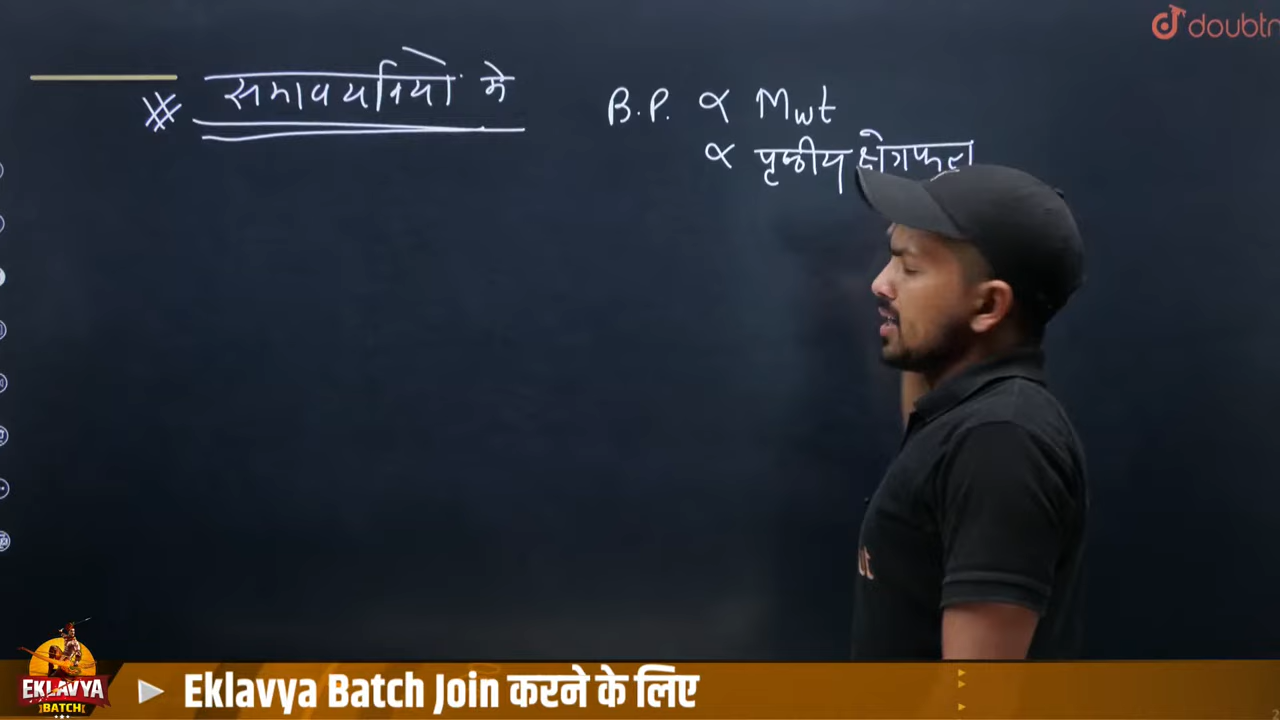 समावयवियों में
B.P. ∝ Mwt
∝ पृष्ठीय क्षेत्रफल
doubtn
EKLAVYA
BATCH
Eklavya Batch Join करने के लिए